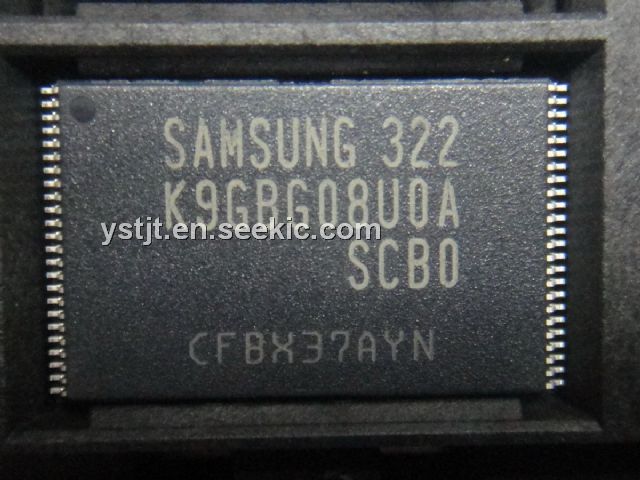 SAMSUNG 322
K9GBG08U0A
ystjt.en.seekic.com
SCB0
CFBX37AYN